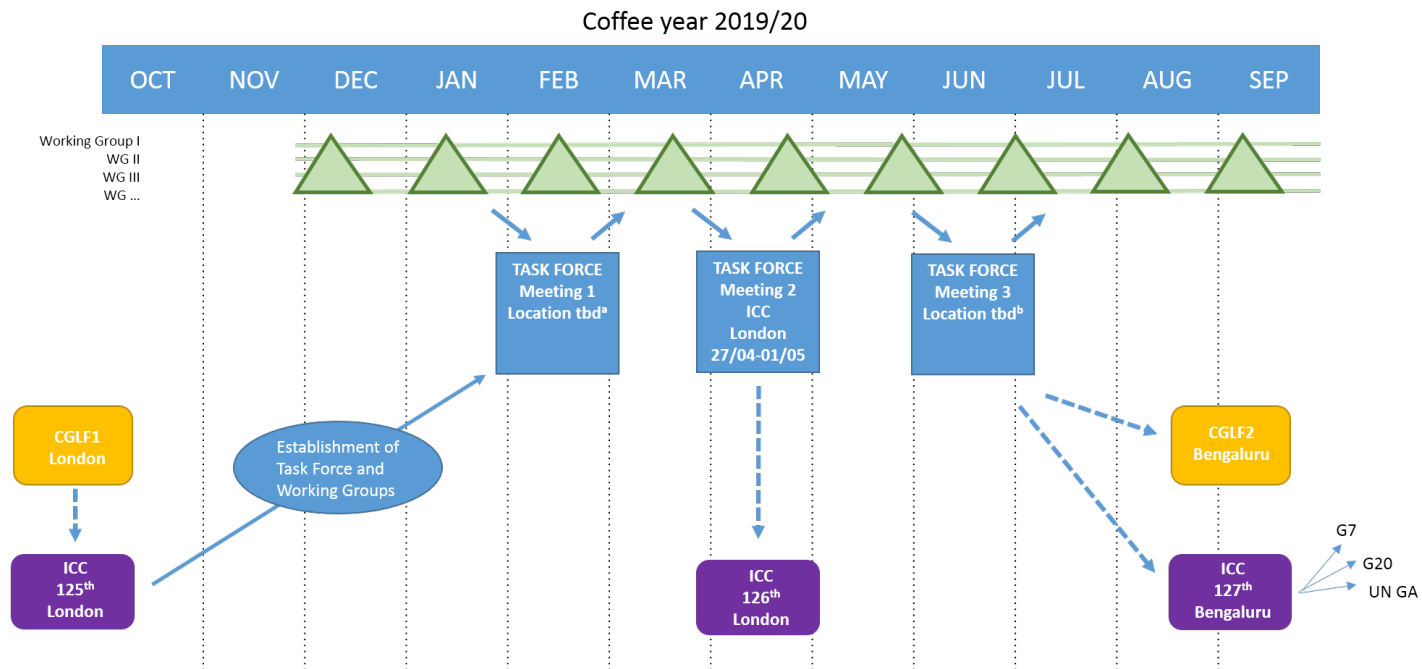 Coffee year 2019/20
OCT NOV DEC JAN FEB MAR APR MAY JUN JUL AUG SEP
Working Group I
WG II
WG III
WG ...
TASK FORCE
Meeting 1
Location tbdᵃ
TASK FORCE
Meeting 2
ICC
London
27/04-01/05
TASK FORCE
Meeting 3
Location tbdᵇ
CGLF1
London
Establishment of
Task Force and
Working Groups
CGLF2
Bengaluru
ICC
125ᵗʰ
London
ICC
126ᵗʰ
London
ICC
127ᵗʰ
Bengaluru
G7
G20
UN GA